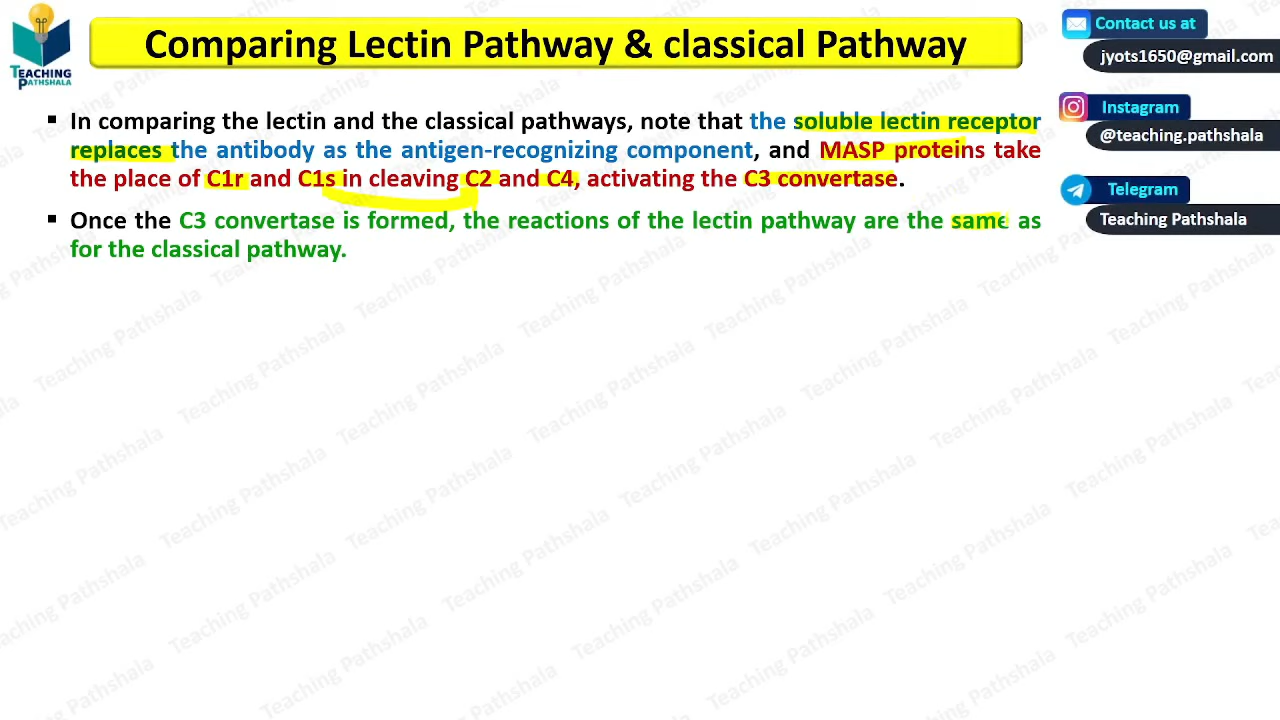 TEACHING
PATHSHALA
Comparing Lectin Pathway & classical Pathway
Contact us at
jyots1650@gmail.com
Instagram
@teaching.pathshala
Telegram
Teaching Pathshala
▪ In comparing the lectin and the classical pathways, note that the soluble lectin receptor
replaces the antibody as the antigen-recognizing component, and MASP proteins take
the place of C1r and C1s in cleaving C2 and C4, activating the C3 convertase.
▪ Once the C3 convertase is formed, the reactions of the lectin pathway are the same as
for the classical pathway.
Teaching Pathshala